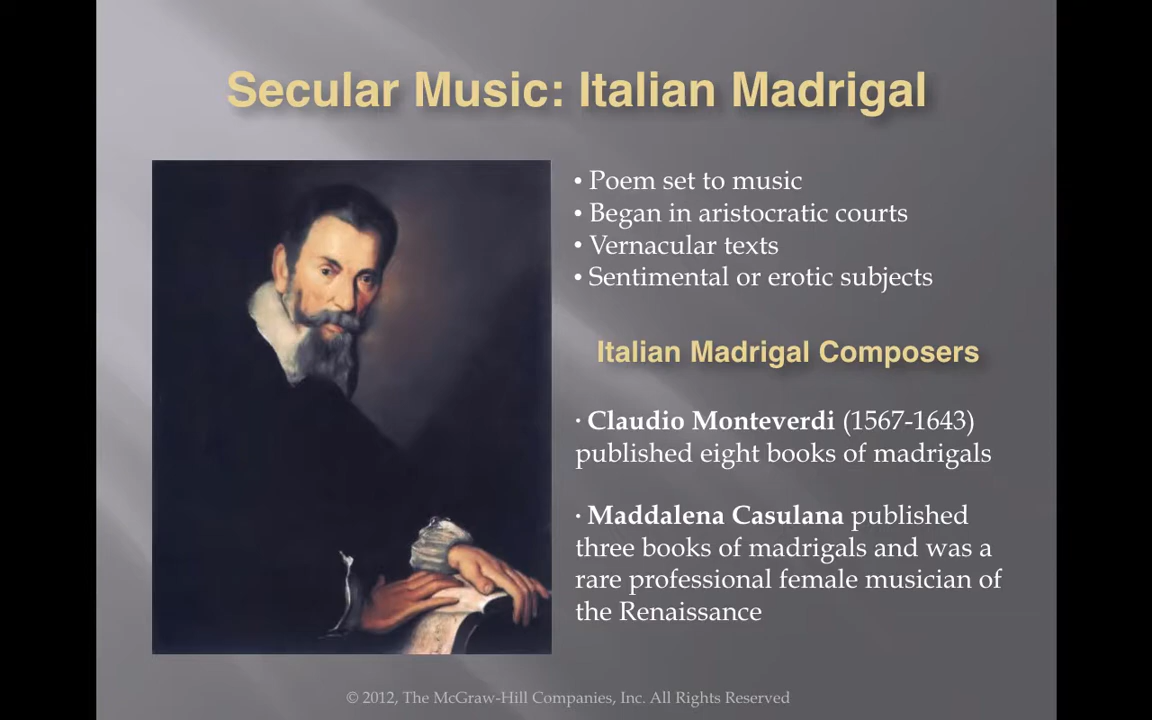 Secular Music: Italian Madrigal
• Poem set to music
• Began in aristocratic courts
• Vernacular texts
• Sentimental or erotic subjects
Italian Madrigal Composers
· Claudio Monteverdi (1567-1643)
published eight books of madrigals
· Maddalena Casulana published
three books of madrigals and was a
rare professional female musician of
the Renaissance
© 2012, The McGraw-Hill Companies, Inc. All Rights Reserved